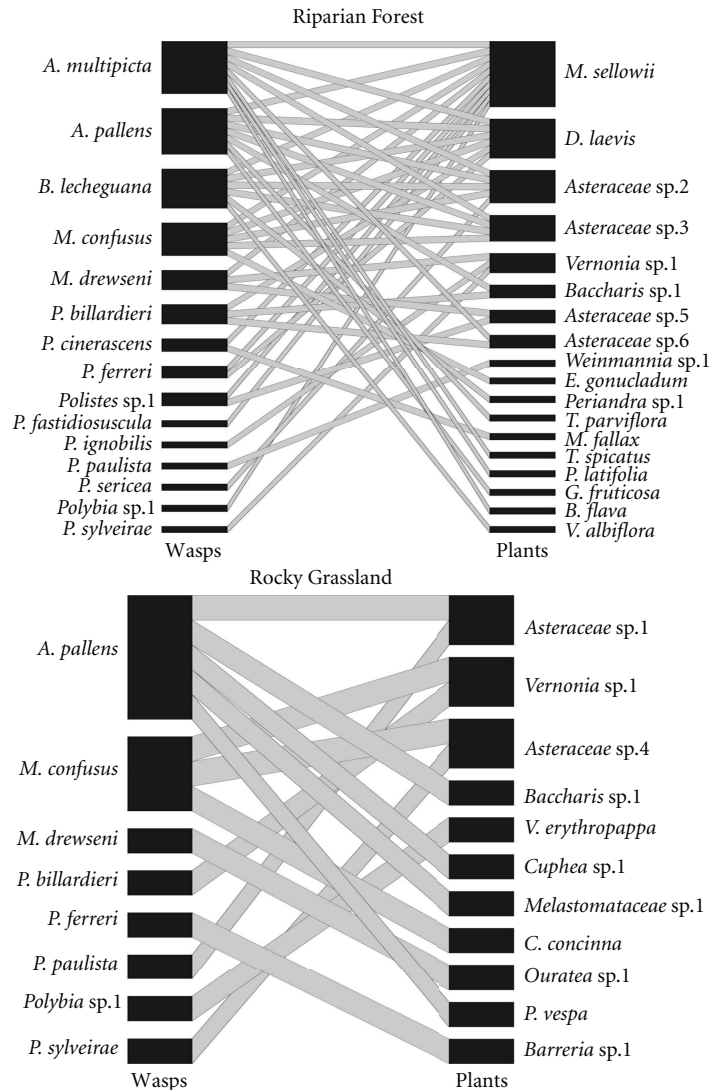 Riparian Forest
A. multipicta
A. pallens
B. lecheguana
M. confusus
M. drewseni
P. billardieri
P. cinerascens
P. ferreri
Polistes sp.1
P. fastidiosuscula
P. ignobilis
P. paulista
P. sericea
Polybia sp.1
P. sylveirae
Wasps
M. sellowii
D. laevis
Asteraceae sp.2
Asteraceae sp.3
Vernonia sp.1
Baccharis sp.1
Asteraceae sp.5
Asteraceae sp.6
Weinmannia sp.1
E. gonucladum
Periandra sp.1
T. parviflora
M. fallax
T. spicatus
P. latifolia
G. fruticosa
B. flava
V. albiflora
Plants
Rocky Grassland
A. pallens
M. confusus
M. drewseni
P. billardieri
P. ferreri
P. paulista
Polybia sp.1
P. sylveirae
Wasps
Asteraceae sp.1
Vernonia sp.1
Asteraceae sp.4
Baccharis sp.1
V. erythropappa
Cuphea sp.1
Melastomataceae sp.1
C. concinna
Ouratea sp.1
P. vespa
Barreria sp.1
Plants